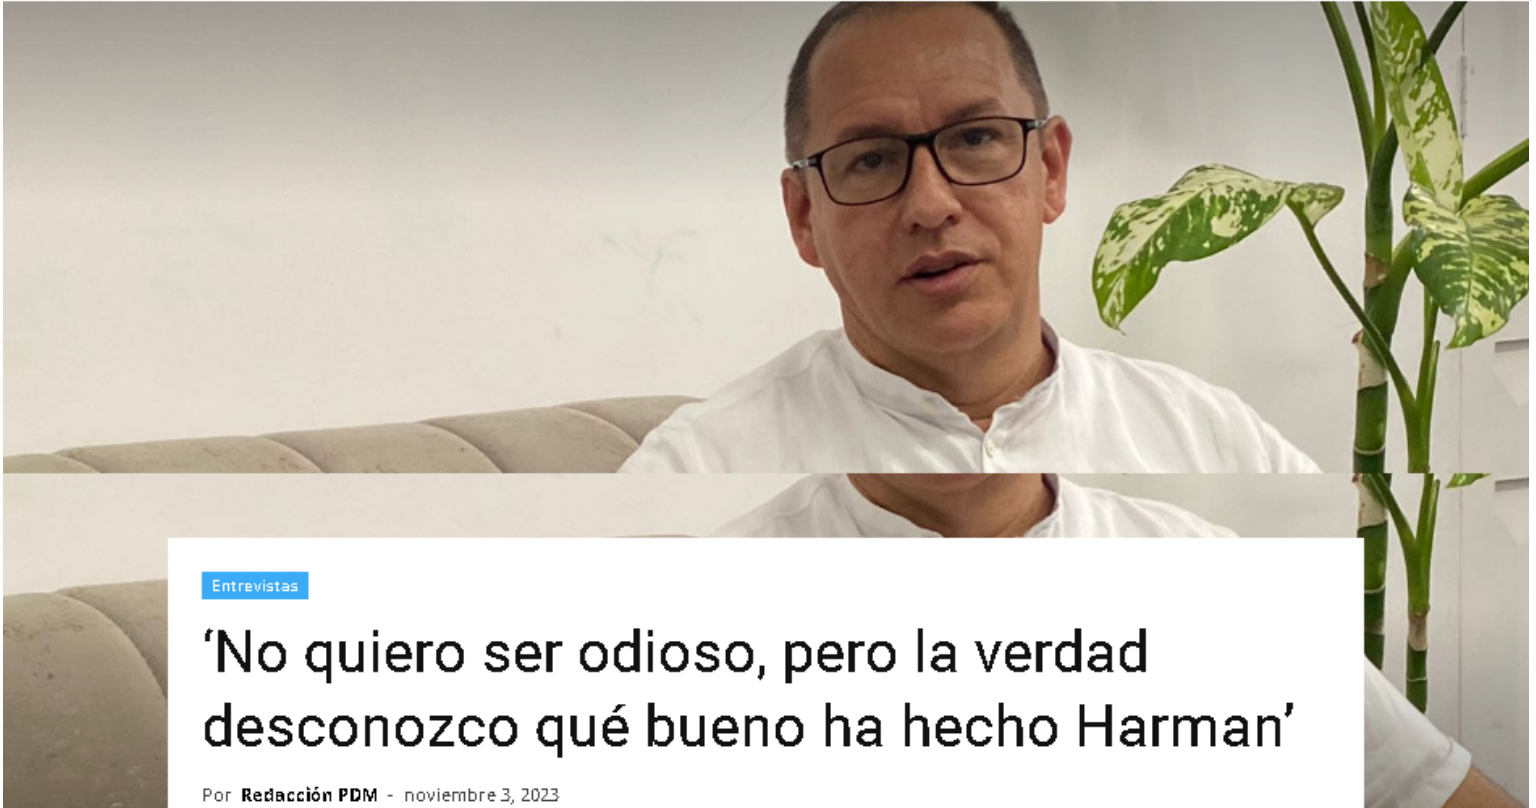 Entrevistas
‘No quiero ser odioso, pero la verdad
desconozco qué bueno ha hecho Harman’
Por Redacción PDM - noviembre 3, 2023